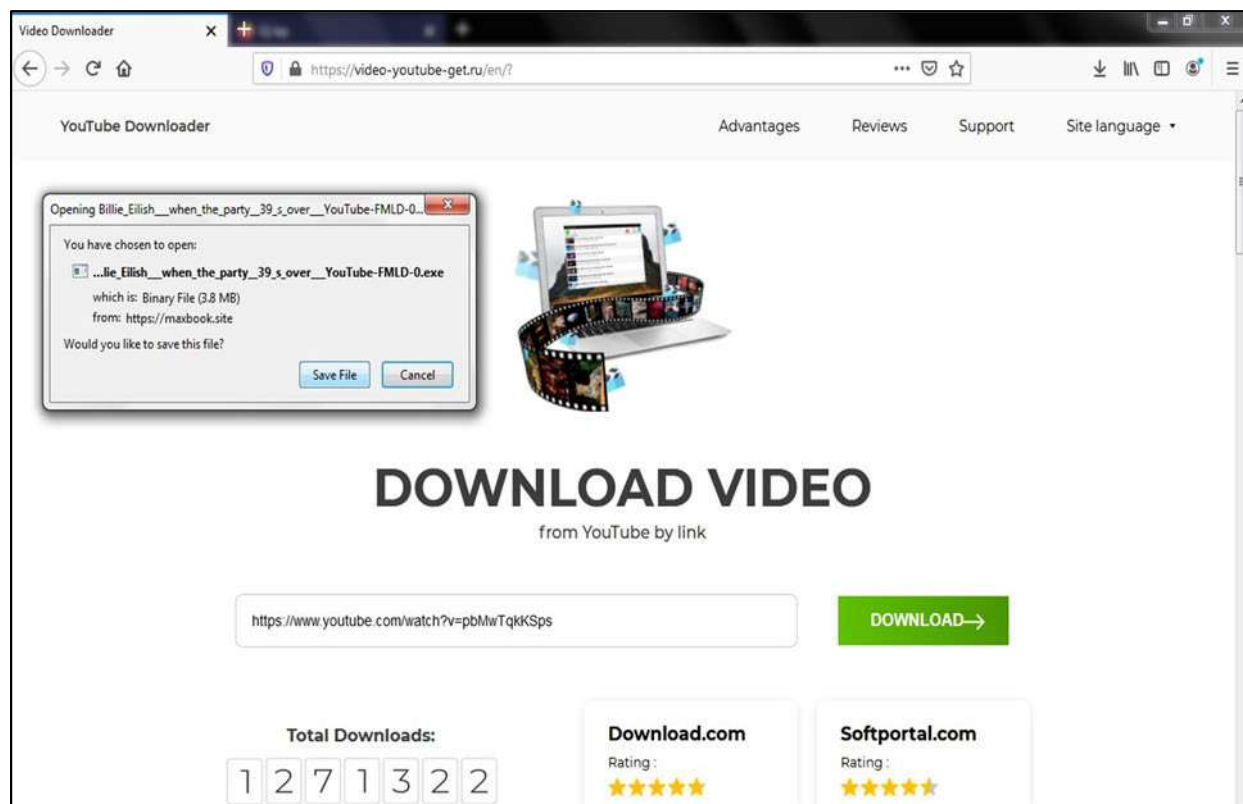 Video Downloader
https://video-youtube-get.ru/en/?
YouTube Downloader
Advantages
Reviews
Support
Site language
Opening Billie_Eilish__when_the_party__39_s_over__YouTube-FMLD-0...
You have chosen to open:
...lie_Eilish__when_the_party__39_s_over__YouTube-FMLD-0.exe
which is: Binary File (3.8 MB)
from: https://maxbook.site
Would you like to save this file?
Save File
Cancel
DOWNLOAD VIDEO
from YouTube by link
https://www.youtube.com/watch?v=pbMwTqkKSps
DOWNLOAD→
Total Downloads:
1271322
Download.com
Rating :
Softportal.com
Rating :